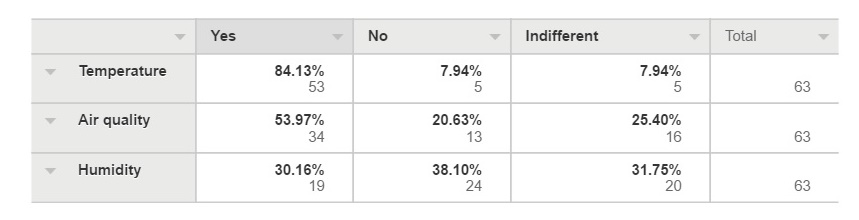 Yes No Indifferent Total
Temperature 84.13% 7.94% 7.94%
53 5 5 63
Air quality 53.97% 20.63% 25.40%
34 13 16 63
Humidity 30.16% 38.10% 31.75%
19 24 20 63